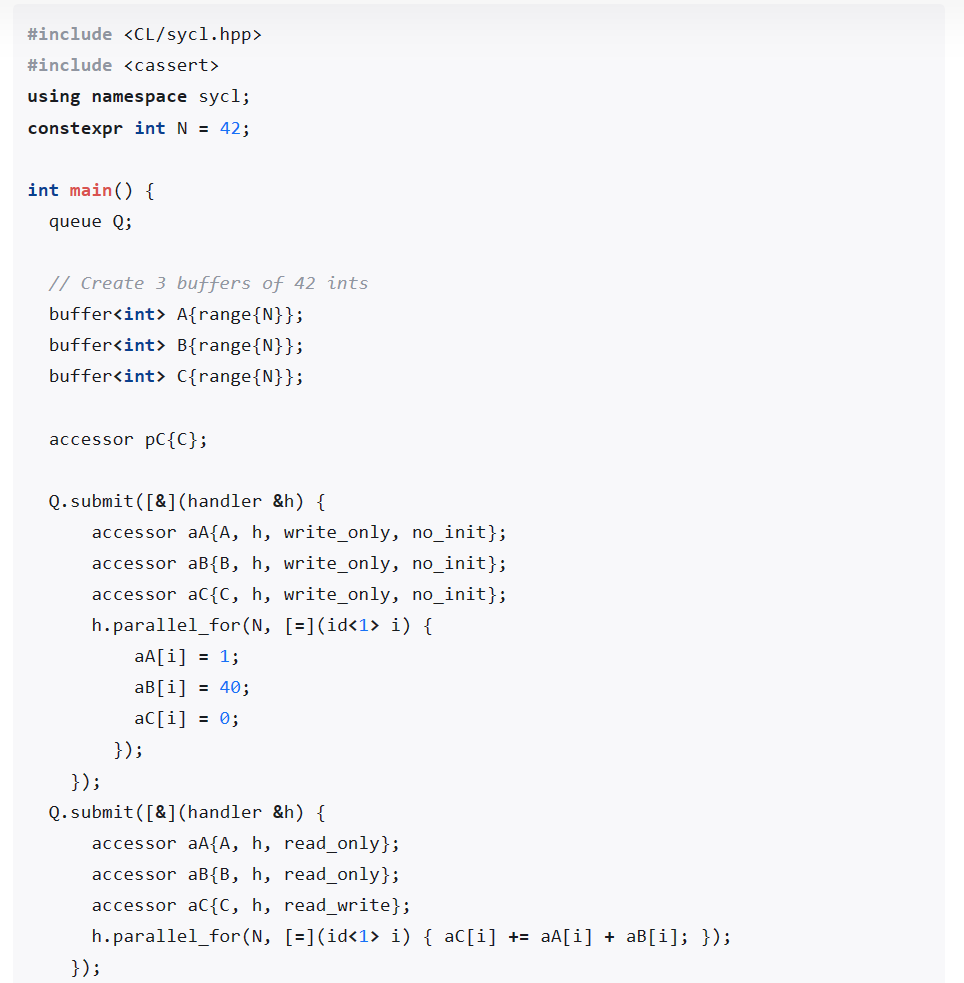 #include <CL/sycl.hpp>
#include <cassert>
using namespace sycl;
constexpr int N = 42;
int main() {
queue Q;
// Create 3 buffers of 42 ints
buffer<int> A{range{N}};
buffer<int> B{range{N}};
buffer<int> C{range{N}};
accessor pC{C};
Q.submit([&](handler &h) {
accessor aA{A, h, write_only, no_init};
accessor aB{B, h, write_only, no_init};
accessor aC{C, h, write_only, no_init};
h.parallel_for(N, [=](id<1> i) {
aA[i] = 1;
aB[i] = 40;
aC[i] = 0;
});
});
Q.submit([&](handler &h) {
accessor aA{A, h, read_only};
accessor aB{B, h, read_only};
accessor aC{C, h, read_write};
h.parallel_for(N, [=](id<1> i) { aC[i] += aA[i] + aB[i]; });
});